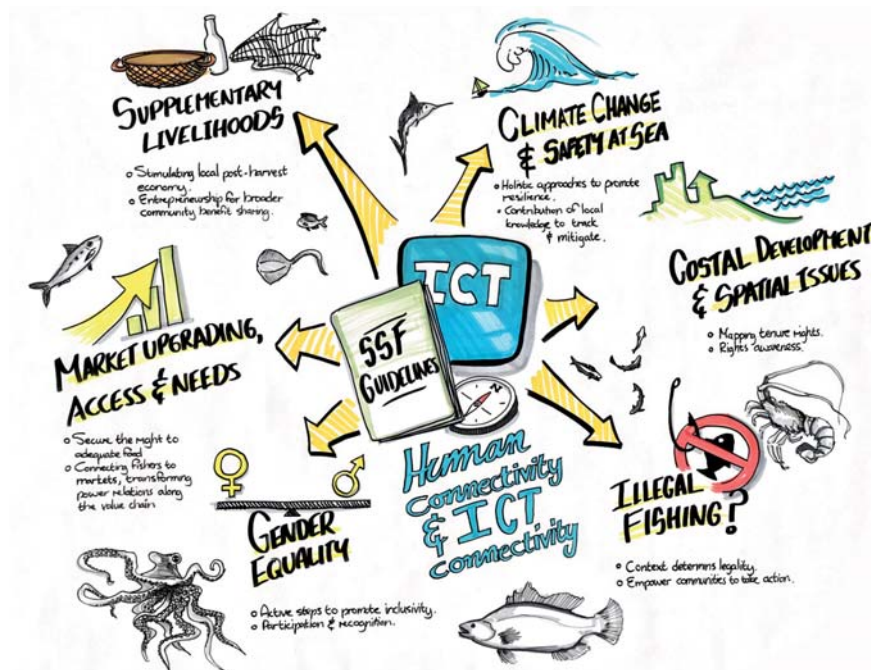 SUPPLEMENTARY
LIVELIHOODS
Stimulating local post-harvest
economy.
Entrepreneurship for broader
community benefit sharing.
CLIMATE CHANGE
& SAFETY AT SEA
Holistic approaches to promote
resilience.
Contribution of local
knowledge to track
& mitigate.
COSTAL DEVELOPMENT
& SPATIAL ISSUES
Mapping tenure rights.
Rights awareness.
ICT
SSF
GUIDELINES
N
MARKET UPGRADING,
ACCESS & NEEDS
Secure the right to
adequate food
Connecting fishers to
markets, transforming
power relations along
the value chain
GENDER
EQUALITY
Active steps to promote inclusivity.
Participation & recognition.
Human
connectivity
& ICT
connectivity
ILLEGAL
FISHING?
Context determins legality.
Empower communities to take action.